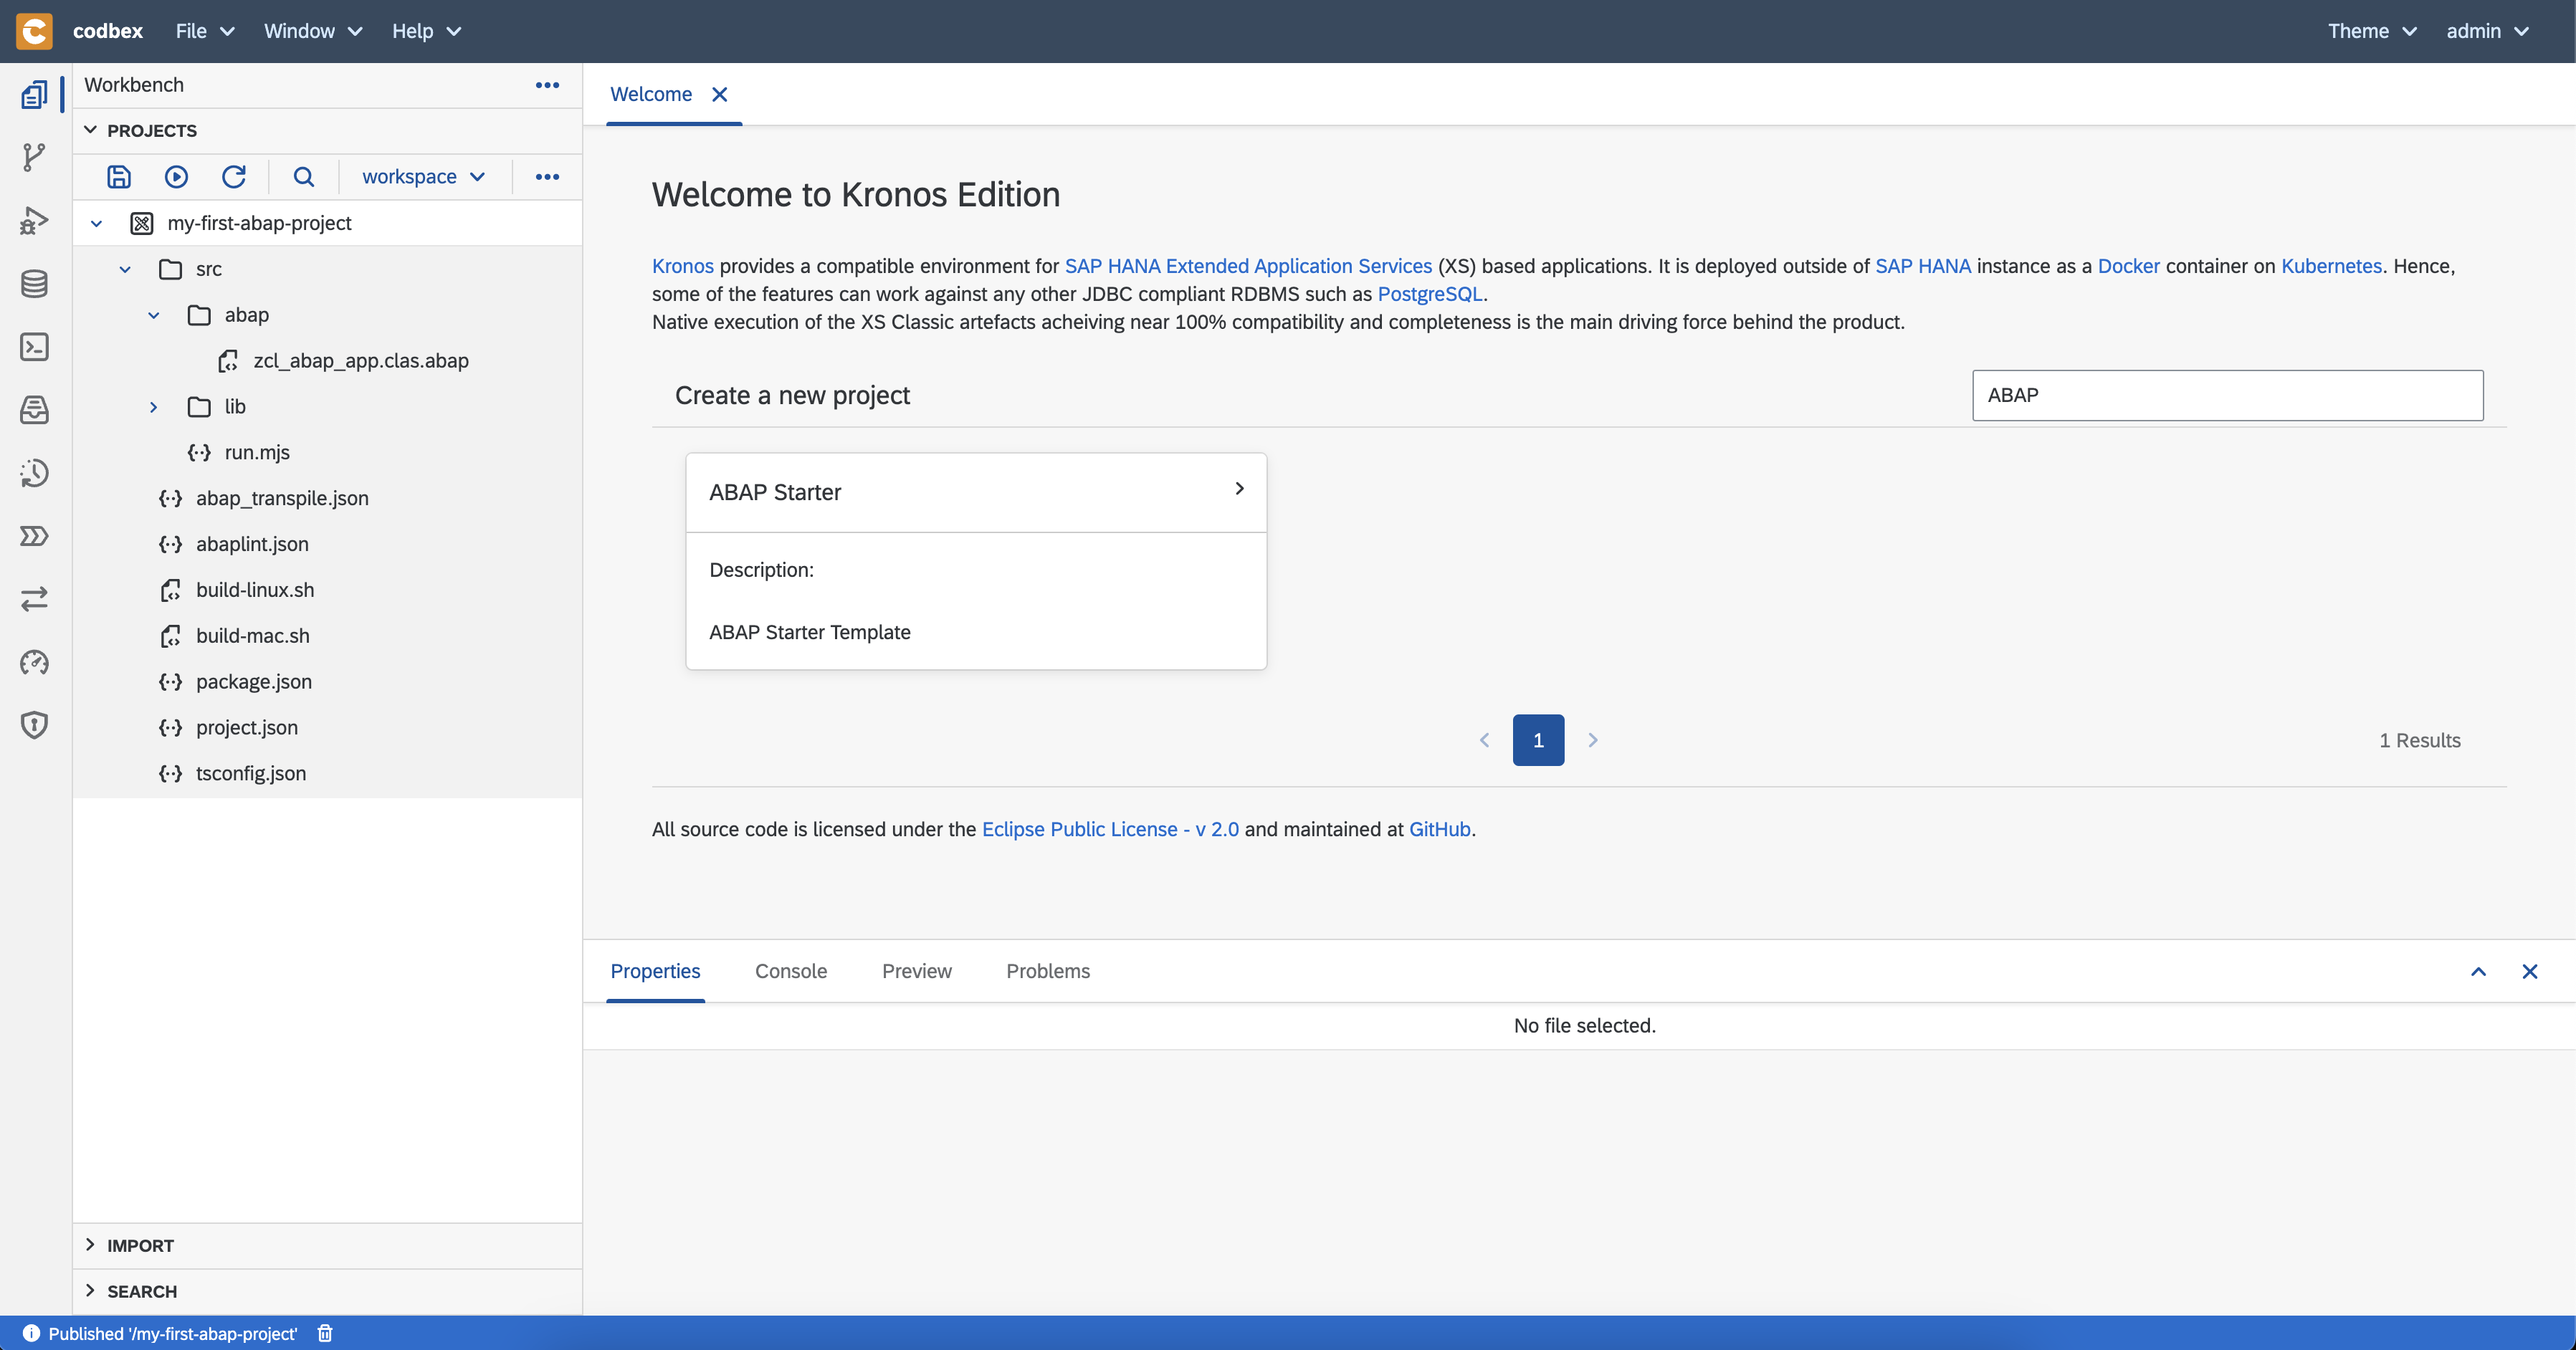 codbex File Window Help Theme admin
Workbench
PROJECTS
workspace
my-first-abap-project
src
abap
zcl_abap_app.clas.abap
lib
run.mjs
abap_transpile.json
abaplint.json
build-linux.sh
build-mac.sh
package.json
project.json
tsconfig.json
IMPORT
SEARCH
Welcome
Welcome to Kronos Edition
Kronos provides a compatible environment for SAP HANA Extended Application Services (XS) based applications. It is deployed outside of SAP HANA instance as a Docker container on Kubernetes. Hence,
some of the features can work against any other JDBC compliant RDBMS such as PostgreSQL.
Native execution of the XS Classic artefacts acheiving near 100% compatibility and completeness is the main driving force behind the product.
Create a new project
ABAP
ABAP Starter
Description:
ABAP Starter Template
1
1 Results
All source code is licensed under the Eclipse Public License - v 2.0 and maintained at GitHub.
Properties Console Preview Problems
No file selected.
Published '/my-first-abap-project'